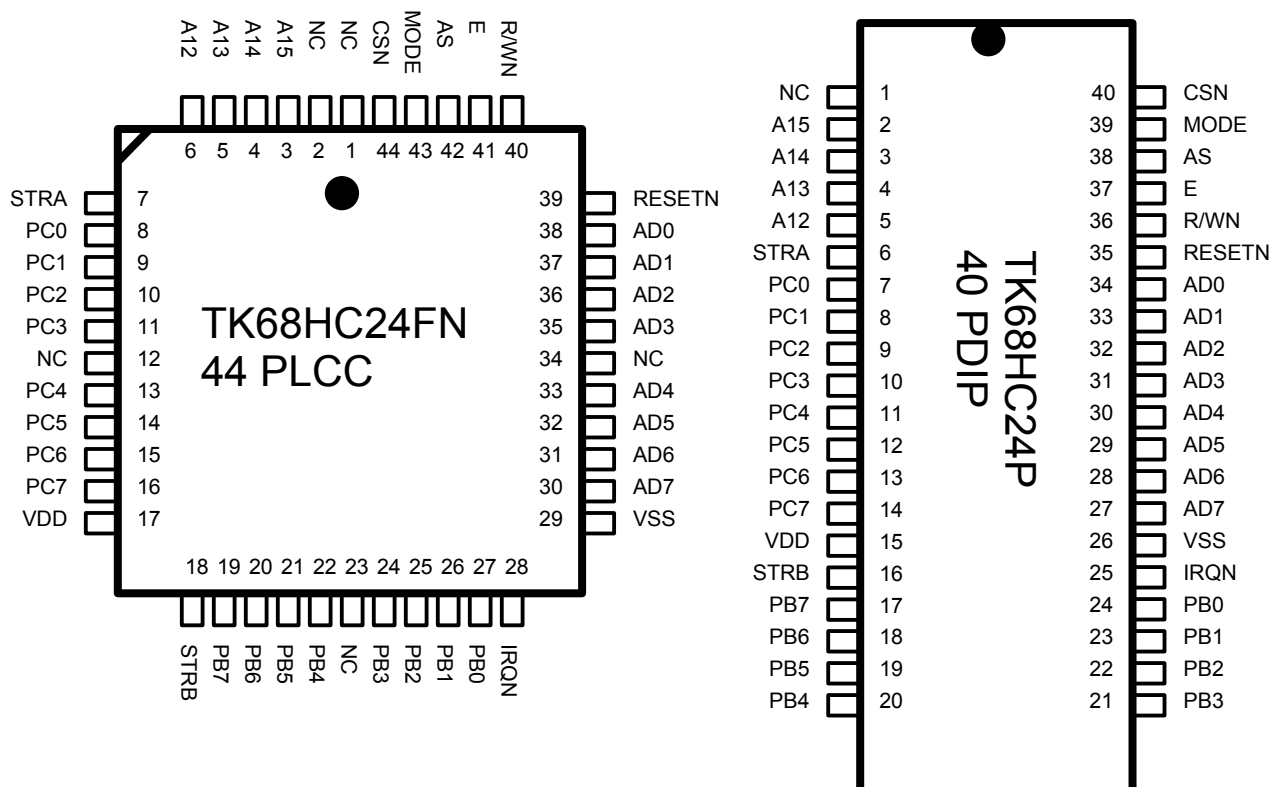 A12 A13 A14 A15 NC NC CSN MODE AS E R/WN
6 5 4 3 2 1 44 43 42 41 40
STRA 7 39 RESETN
PC0 8 38 AD0
PC1 9 37 AD1
PC2 10 36 AD2
PC3 11 35 AD3
NC 12 34 NC
PC4 13 33 AD4
PC5 14 32 AD5
PC6 15 31 AD6
PC7 16 30 AD7
VDD 17 29 VSS
TK68HC24FN
44 PLCC
18 19 20 21 22 23 24 25 26 27 28
STRB PB7 PB6 PB5 PB4 NC PB3 PB2 PB1 PB0 IRQN
NC 1 40 CSN
A15 2 39 MODE
A14 3 38 AS
A13 4 37 E
A12 5 36 R/WN
STRA 6 35 RESETN
PC0 7 34 AD0
PC1 8 33 AD1
PC2 9 32 AD2
PC3 10 31 AD3
PC4 11 30 AD4
PC5 12 29 AD5
PC6 13 28 AD6
PC7 14 27 AD7
VDD 15 26 VSS
STRB 16 25 IRQN
PB7 17 24 PB0
PB6 18 23 PB1
PB5 19 22 PB2
PB4 20 21 PB3
TK68HC24P
40 PDIP